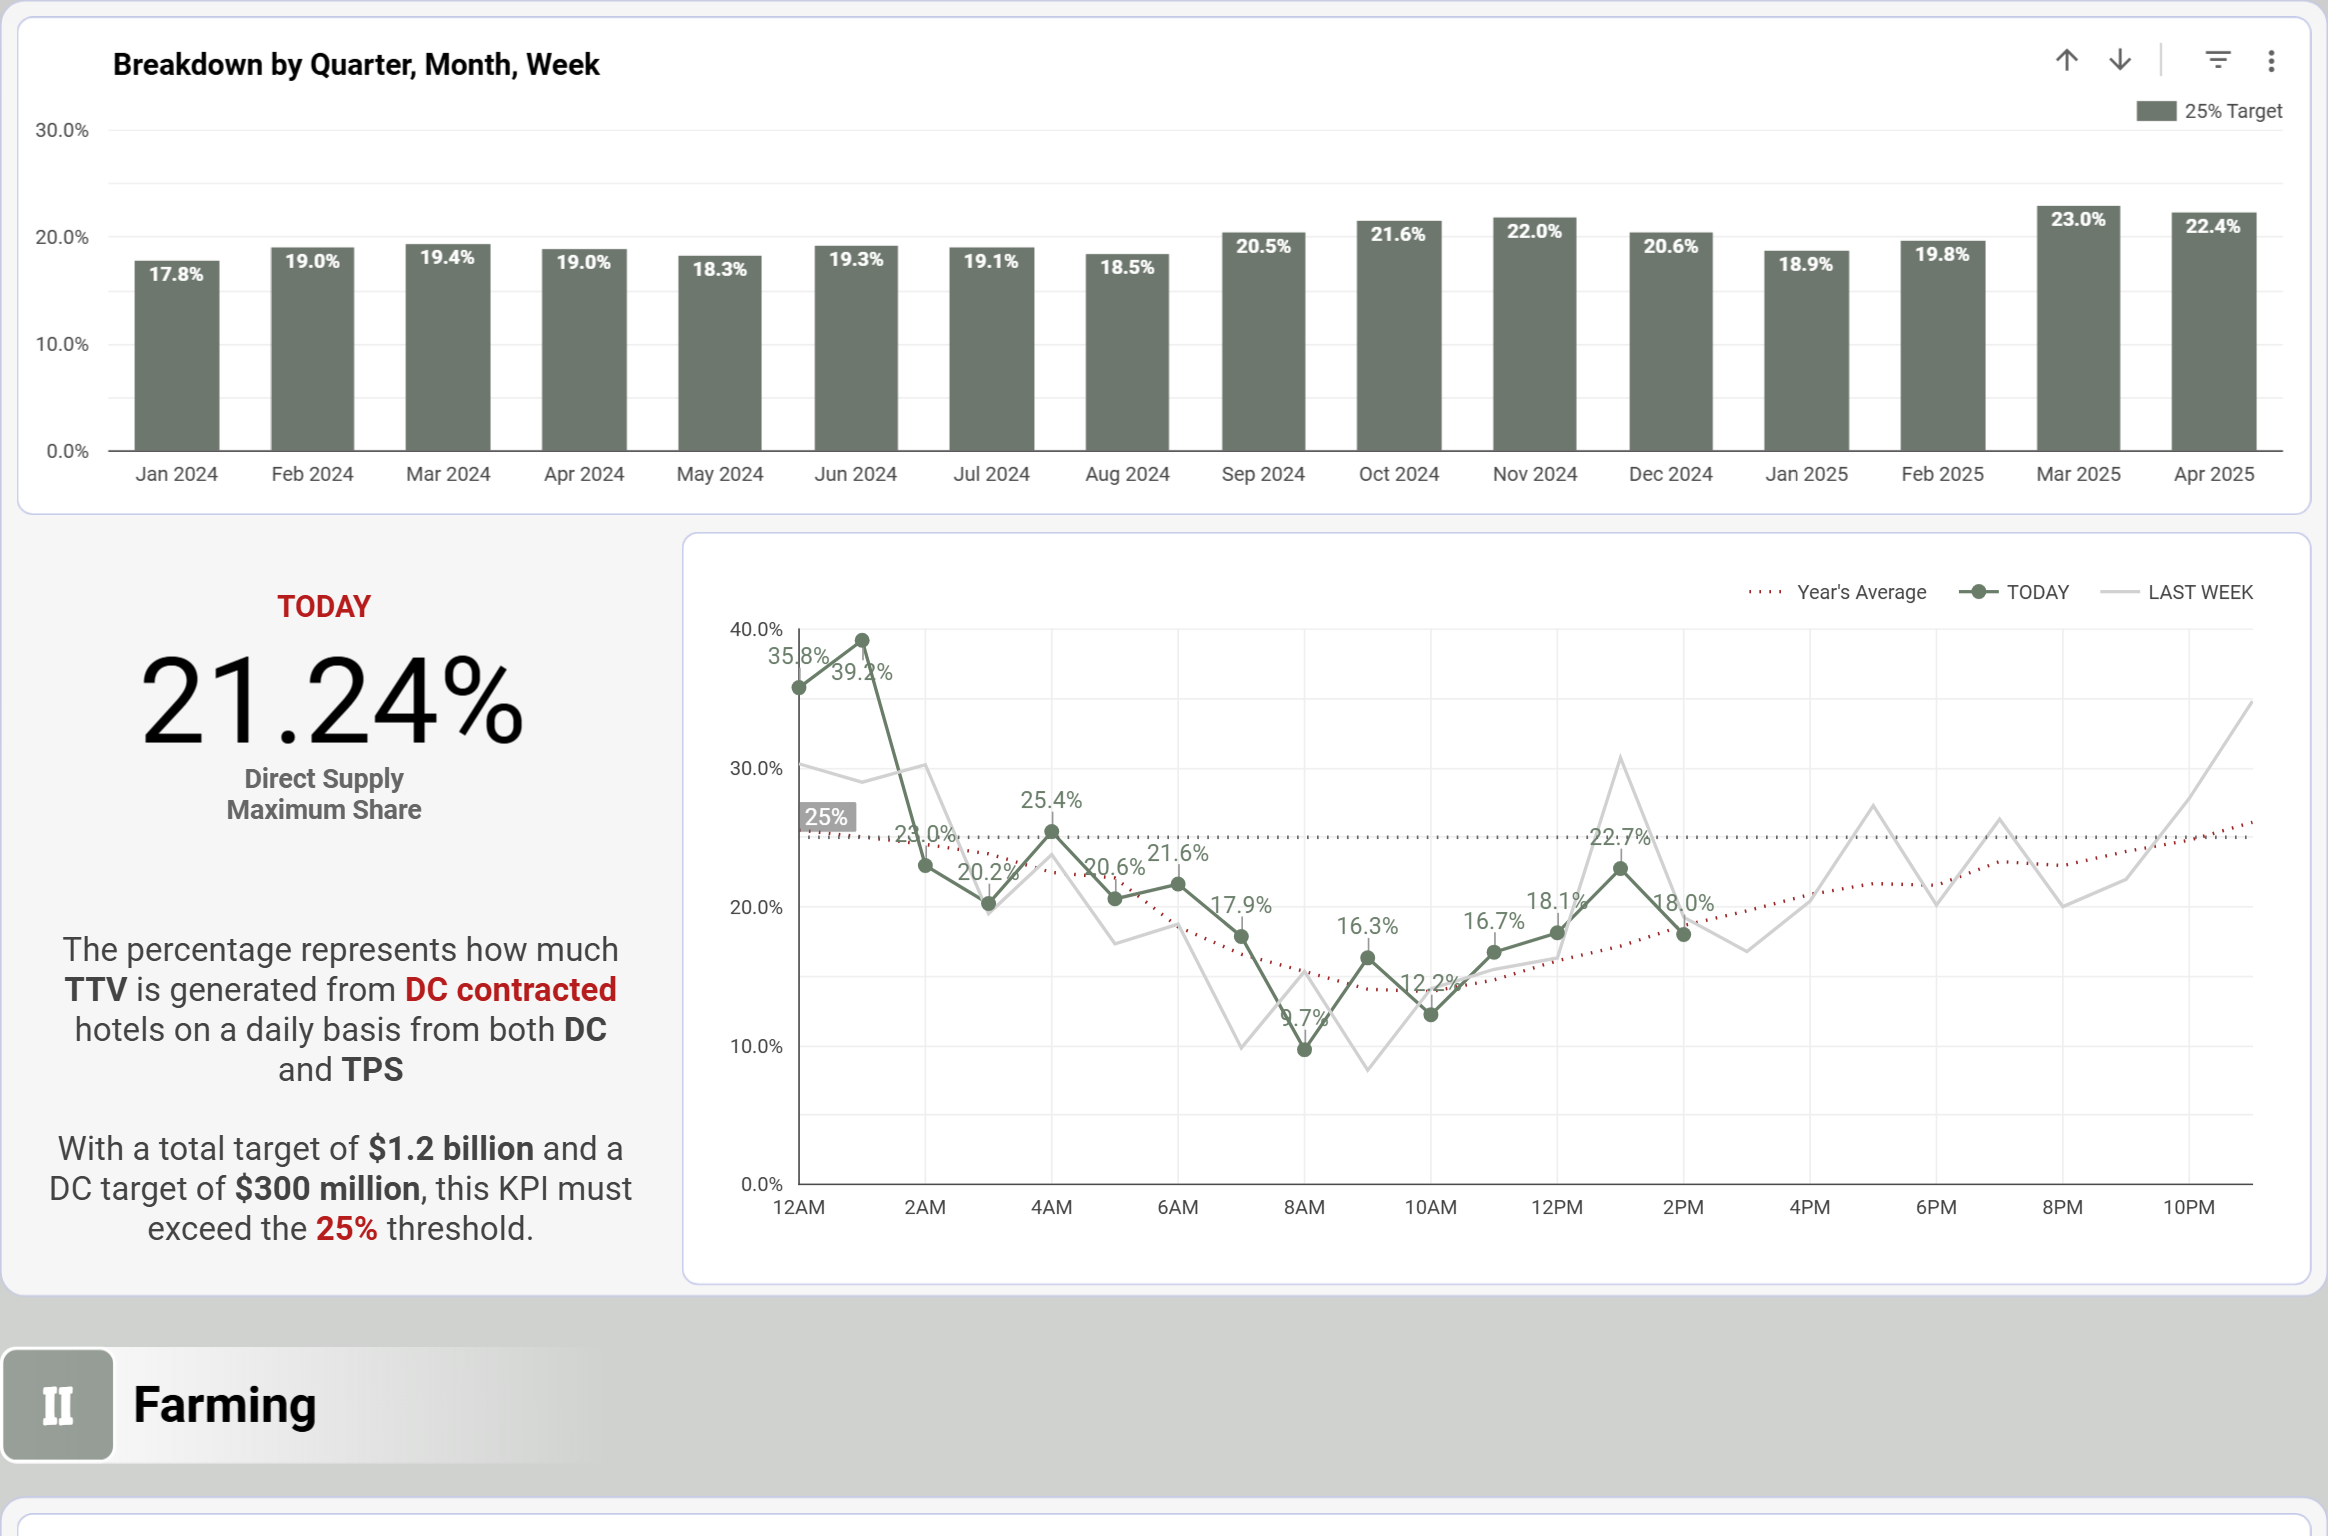 Breakdown by Quarter, Month, Week
25% Target
30.0%
20.0%
10.0%
0.0%
17.8%
19.0%
19.4%
19.0%
18.3%
19.3%
19.1%
18.5%
20.5%
21.6%
22.0%
20.6%
18.9%
19.8%
23.0%
22.4%
Jan 2024
Feb 2024
Mar 2024
Apr 2024
May 2024
Jun 2024
Jul 2024
Aug 2024
Sep 2024
Oct 2024
Nov 2024
Dec 2024
Jan 2025
Feb 2025
Mar 2025
Apr 2025
TODAY
21.24%
Direct Supply
Maximum Share
The percentage represents how much
TTV is generated from DC contracted
hotels on a daily basis from both DC
and TPS
With a total target of $1.2 billion and a
DC target of $300 million, this KPI must
exceed the 25% threshold.
Year's Average
TODAY
LAST WEEK
40.0%
30.0%
20.0%
10.0%
0.0%
25%
35.8%
39.2%
23.0%
20.2%
25.4%
20.6%
21.6%
17.9%
9.7%
16.3%
12.2%
16.7%
18.1%
22.7%
18.0%
12AM
2AM
4AM
6AM
8AM
10AM
12PM
2PM
4PM
6PM
8PM
10PM
II
Farming